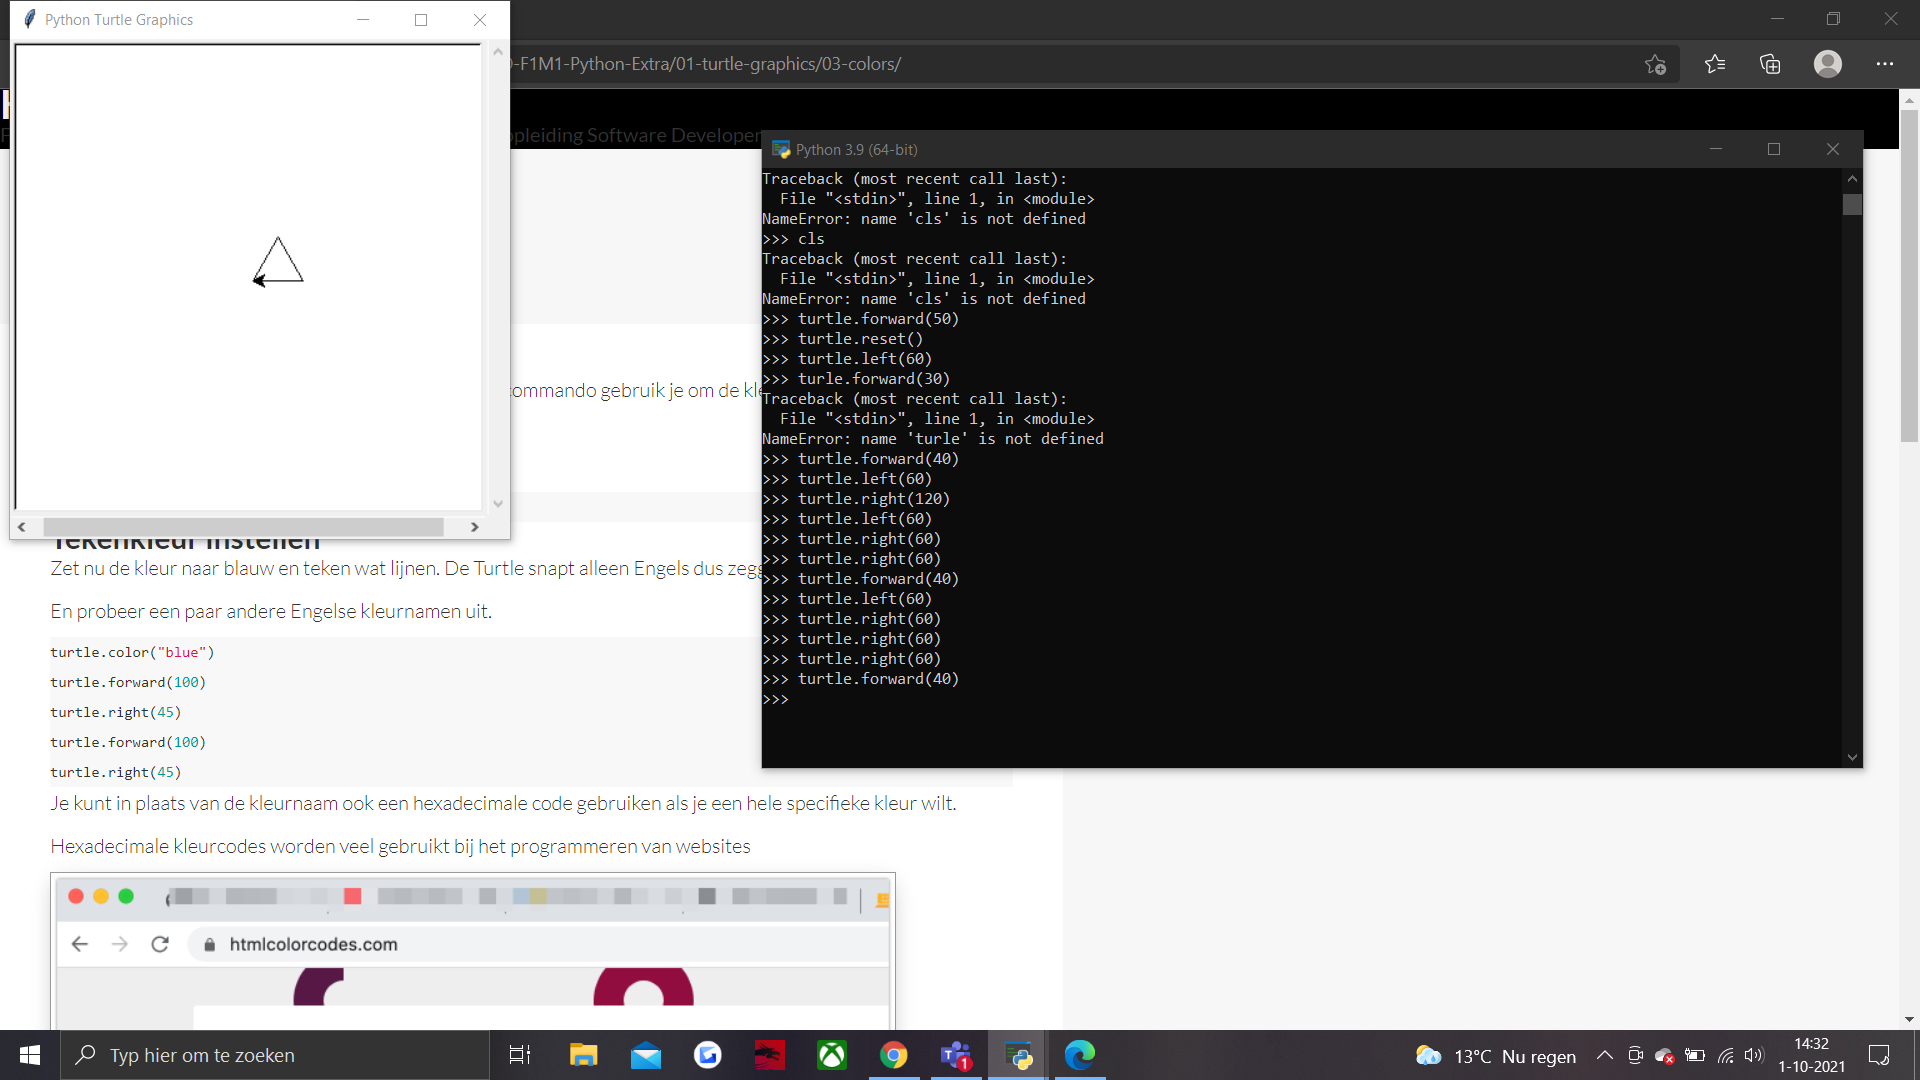 Python Turtle Graphics
-F1M1-Python-Extra/01-turtle-graphics/03-colors/
opleiding Software Developer
commando gebruik je om de kle
Tekenkleur instellen
Zet nu de kleur naar blauw en teken wat lijnen. De Turtle snapt alleen Engels dus zegg
En probeer een paar andere Engelse kleurnamen uit.
turtle.color("blue")
turtle.forward(100)
turtle.right(45)
turtle.forward(100)
turtle.right(45)
Je kunt in plaats van de kleurnaam ook een hexadecimale code gebruiken als je een hele specifieke kleur wilt.
Hexadecimale kleurcodes worden veel gebruikt bij het programmeren van websites
htmlcolorcodes.com
Python 3.9 (64-bit)
Traceback (most recent call last):
File "<stdin>", line 1, in <module>
NameError: name 'cls' is not defined
>>> cls
Traceback (most recent call last):
File "<stdin>", line 1, in <module>
NameError: name 'cls' is not defined
>>> turtle.forward(50)
>>> turtle.reset()
>>> turtle.left(60)
>>> turle.forward(30)
Traceback (most recent call last):
File "<stdin>", line 1, in <module>
NameError: name 'turle' is not defined
>>> turtle.forward(40)
>>> turtle.left(60)
>>> turtle.right(120)
>>> turtle.left(60)
>>> turtle.right(60)
>>> turtle.right(60)
>>> turtle.forward(40)
>>> turtle.left(60)
>>> turtle.right(60)
>>> turtle.right(60)
>>> turtle.right(60)
>>> turtle.forward(40)
>>>
Typ hier om te zoeken
1
13°C Nu regen
14:32
1-10-2021